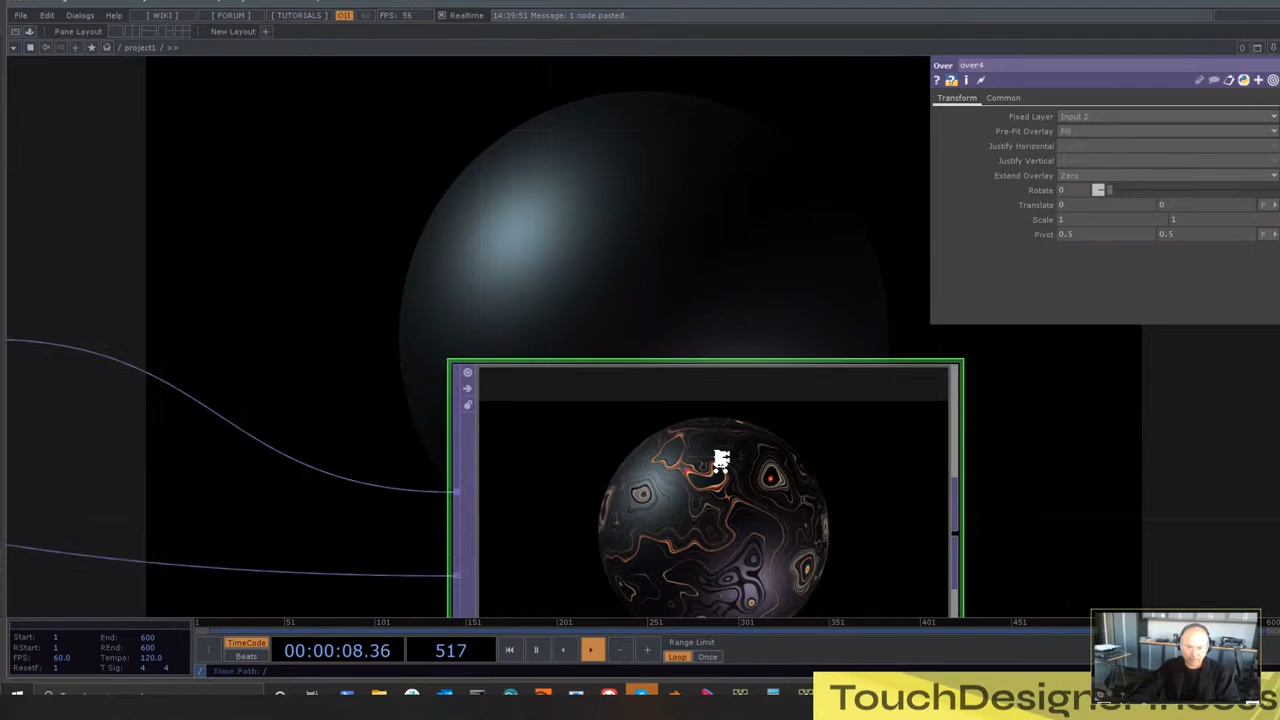 File Edit Dialogs Help [ WIKI ] [ FORUM ] [ TUTORIALS ] O|I 60 FPS: 55 Realtime 14:39:51 Message: 1 node pasted.
Pane Layout New Layout +
/ project1 / >> 0
Over over4
? i
Transform Common
Fixed Layer Input 2
Pre-Fit Overlay Fill
Justify Horizontal
Justify Vertical
Extend Overlay Zero
Rotate 0
Translate 0 0
Scale 1 1
Pivot 0.5 0.5
1 51 101 151 201 251 301 351 401 451
Start: 1 End: 600
RStart: 1 REnd: 600
FPS: 60.0 Tempo: 120.0
ResetF: 1 T Sig: 4 4
TimeCode
Beats
00:00:08.36 517
Range Limit
Loop Once
/ Time Path: /